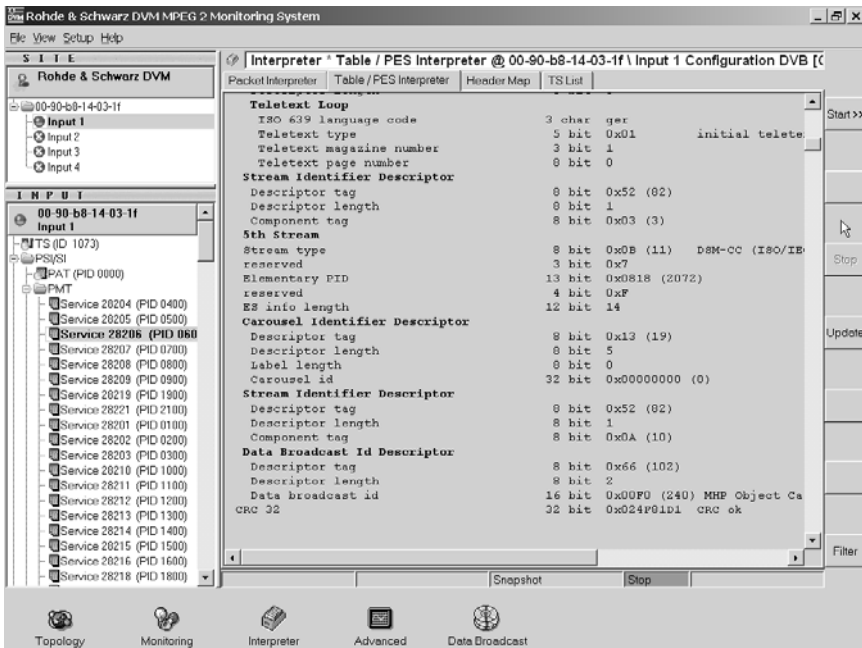 Rohde & Schwarz DVM MPEG 2 Monitoring System
File View Setup Help
SITE
Rohde & Schwarz DVM
00-90-b8-14-03-1f
Input 1
Input 2
Input 3
Input 4
INPUT
00-90-b8-14-03-1f
Input 1
TS (ID 1073)
PSI/SI
PAT (PID 0000)
PMT
Service 28204 (PID 0400)
Service 28205 (PID 0500)
Service 28206 (PID 060
Service 28207 (PID 0700)
Service 28208 (PID 0800)
Service 28209 (PID 0900)
Service 28219 (PID 1900)
Service 28221 (PID 2100)
Service 28201 (PID 0100)
Service 28202 (PID 0200)
Service 28203 (PID 0300)
Service 28210 (PID 1000)
Service 28211 (PID 1100)
Service 28212 (PID 1200)
Service 28213 (PID 1300)
Service 28214 (PID 1400)
Service 28215 (PID 1500)
Service 28216 (PID 1600)
Service 28218 (PID 1800)
Interpreter * Table / PES Interpreter @ 00-90-b8-14-03-1f \ Input 1 Configuration DVB [
Packet Interpreter Table / PES Interpreter Header Map TS List
Teletext Loop
ISO 639 language code 3 char ger
Teletext type 5 bit 0x01 initial telete
Teletext magazine number 3 bit 1
Teletext page number 8 bit 0
Stream Identifier Descriptor
Descriptor tag 8 bit 0x52 (82)
Descriptor length 8 bit 1
Component tag 8 bit 0x03 (3)
5th Stream
Stream type 8 bit 0x0B (11) DSM-CC (ISO/IE
reserved 3 bit 0x7
Elementary PID 13 bit 0x0818 (2072)
reserved 4 bit 0xF
ES info length 12 bit 14
Carousel Identifier Descriptor
Descriptor tag 8 bit 0x13 (19)
Descriptor length 8 bit 5
Label length 8 bit 0
Carousel id 32 bit 0x00000000 (0)
Stream Identifier Descriptor
Descriptor tag 8 bit 0x52 (82)
Descriptor length 8 bit 1
Component tag 8 bit 0x0A (10)
Data Broadcast Id Descriptor
Descriptor tag 8 bit 0x66 (102)
Descriptor length 8 bit 2
Data broadcast id 16 bit 0x00F0 (240) MHP Object Ca
CRC 32 32 bit 0x024F81D1 CRC ok
Snapshot Stop
Start >>
Stop
Update
Filter
Topology Monitoring Interpreter Advanced Data Broadcast